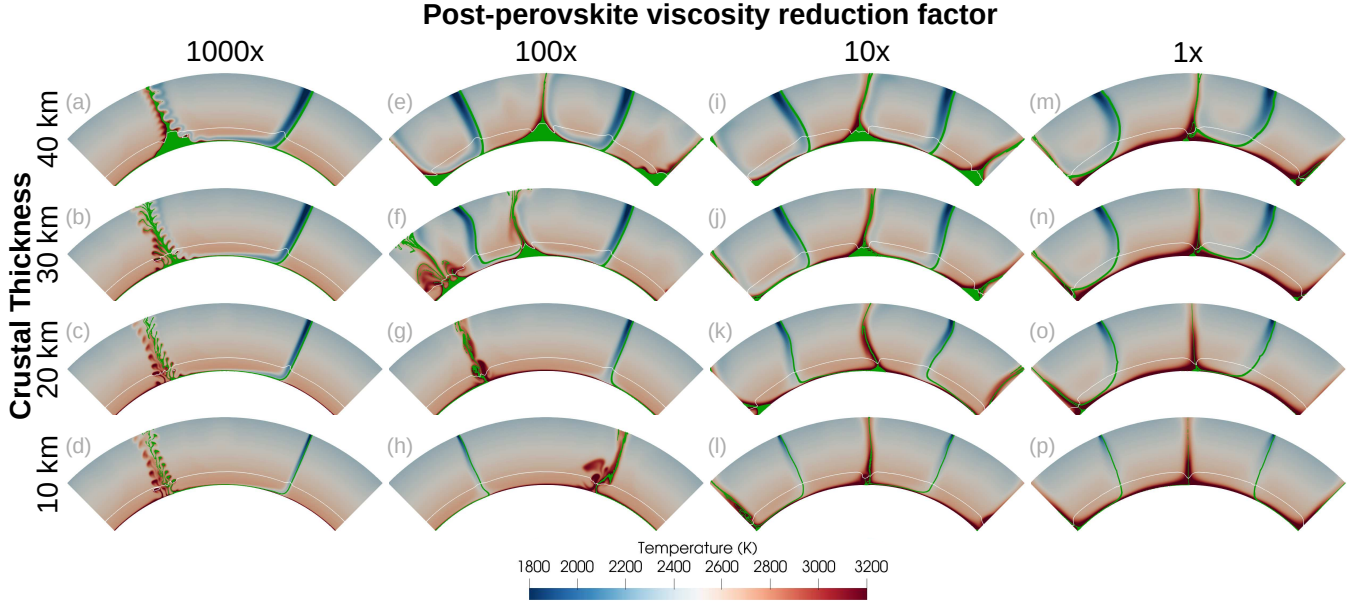 Post-perovskite viscosity reduction factor
1000x 100x 10x 1x
Crustal Thickness
40 km
(a) (e) (i) (m)
30 km
(b) (f) (j) (n)
20 km
(c) (g) (k) (o)
10 km
(d) (h) (l) (p)
Temperature (K)
1800 2000 2200 2400 2600 2800 3000 3200